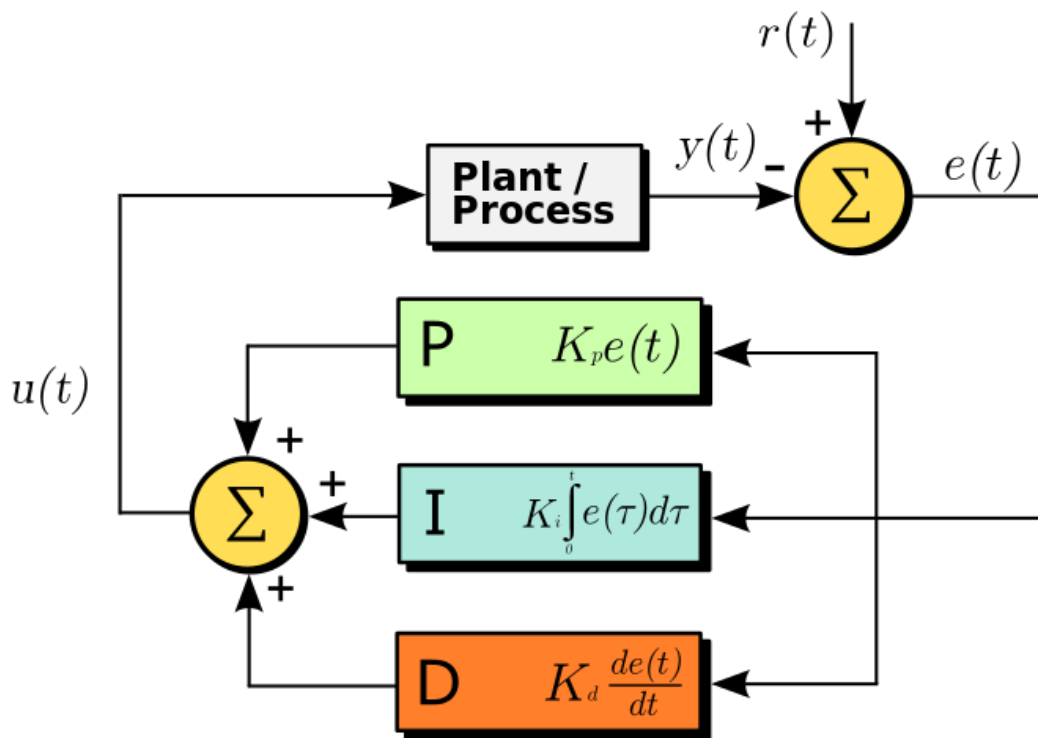 r(t)
+
y(t)
-
Σ
e(t)
Plant /
Process
P K_p e(t)
u(t)
+
+
Σ
I K_i ∫_0^t e(τ)dτ
+
D K_d de(t)/dt